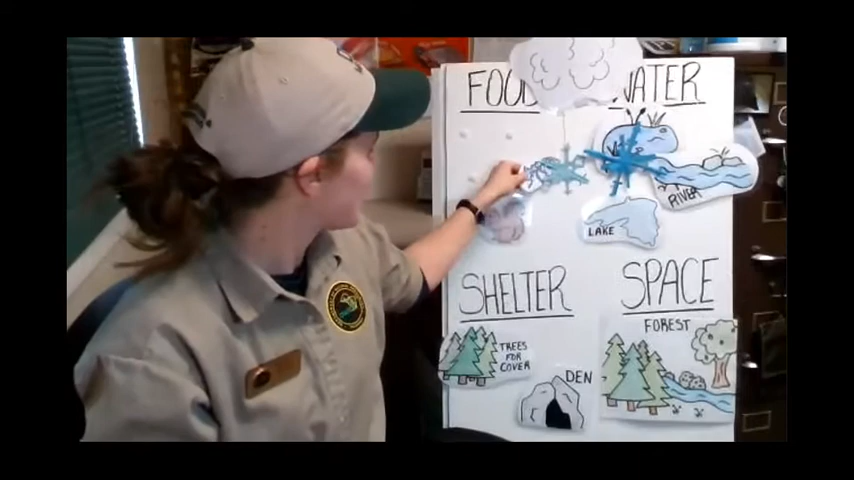 FOOD
WATER
RIVER
LAKE
SHELTER
SPACE
FOREST
TREES
FOR
COVER
DEN